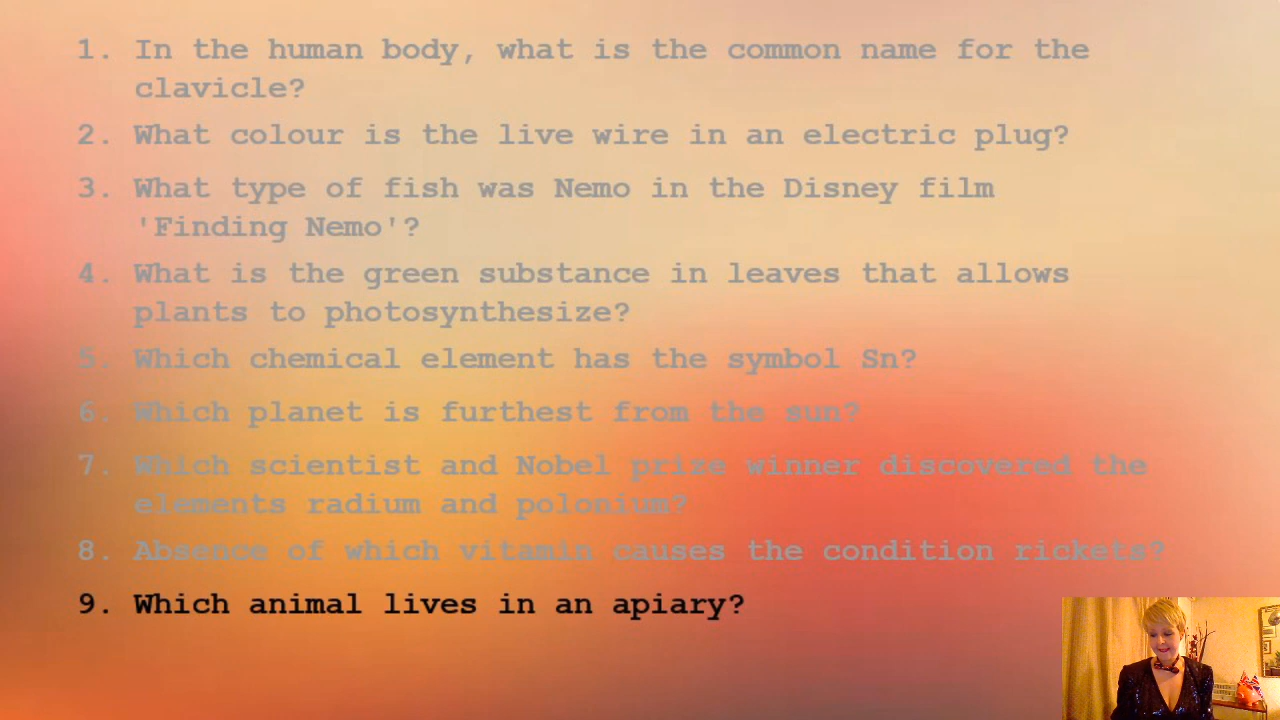 1. In the human body, what is the common name for the
clavicle?
2. What colour is the live wire in an electric plug?
3. What type of fish was Nemo in the Disney film
'Finding Nemo'?
4. What is the green substance in leaves that allows
plants to photosynthesize?
5. Which chemical element has the symbol Sn?
6. Which planet is furthest from the sun?
7. Which scientist and Nobel prize winner discovered the
elements radium and polonium?
8. Absence of which vitamin causes the condition rickets?
9. Which animal lives in an apiary?